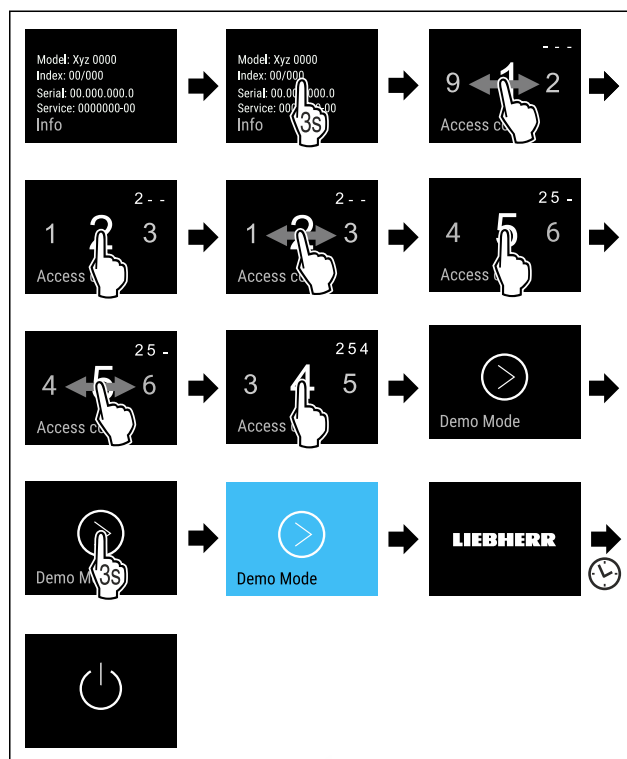 Model: Xyz 0000
Index: 00/000
Serial: 00.000.000.0
Service: 0000000-00
Info
Model: Xyz 0000
Index: 00/000
Serial: 00.000.000.0
Service: 000 -00
Info
3s
- - -
9 1 2
Access co
2 - -
1 2 3
Access
2 - -
1 2 3
Access co
2 5 -
4 5 6
Access
2 5 -
4 5 6
Access co
2 5 4
3 4 5
Access
Demo Mode
Demo M
3s
Demo Mode
LIEBHERR